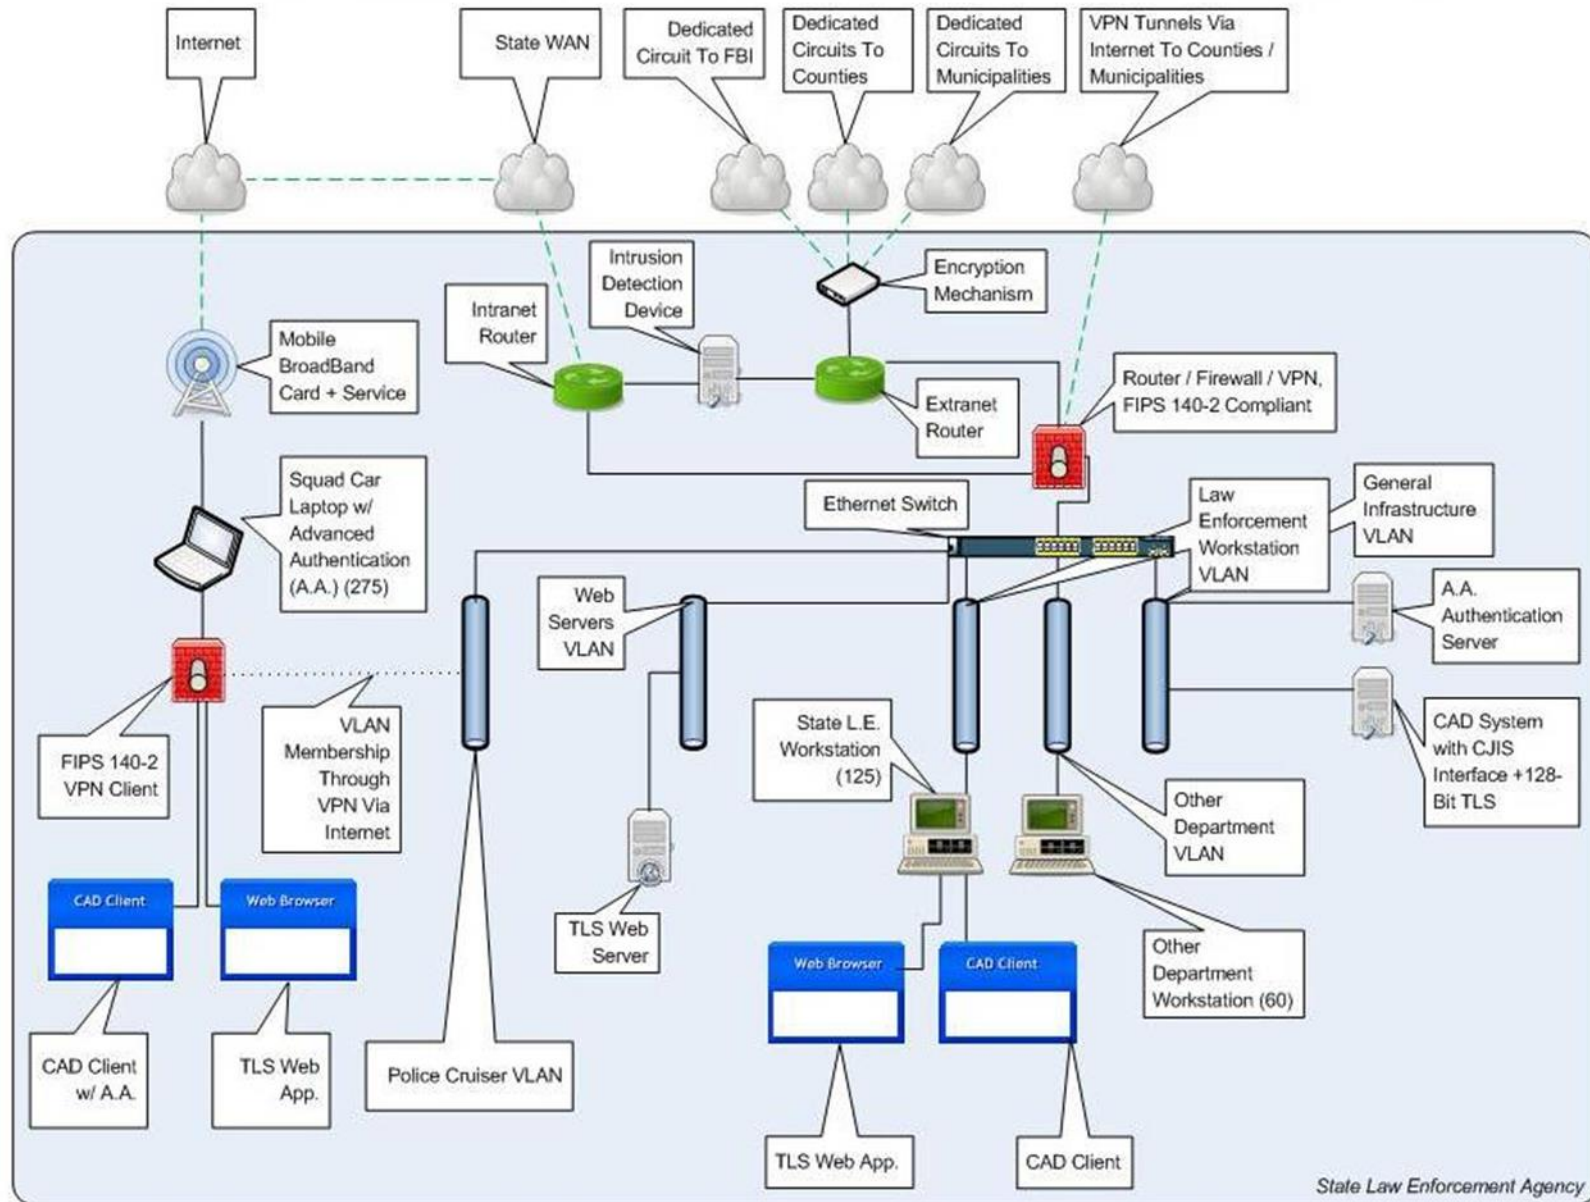 Internet
State WAN
Dedicated
Circuit To FBI
Dedicated
Circuits To
Counties
Dedicated
Circuits To
Municipalities
VPN Tunnels Via
Internet To Counties /
Municipalities
Intrusion
Detection
Device
Encryption
Mechanism
Intranet
Router
Mobile
BroadBand
Card + Service
Extranet
Router
Router / Firewall / VPN,
FIPS 140-2 Compliant
Squad Car
Laptop w/
Advanced
Authentication
(A.A.) (275)
Ethernet Switch
Law
Enforcement
Workstation
VLAN
General
Infrastructure
VLAN
Web
Servers
VLAN
A.A.
Authentication
Server
FIPS 140-2
VPN Client
VLAN
Membership
Through
VPN Via
Internet
State L.E.
Workstation
(125)
CAD System
with CJIS
Interface +128-
Bit TLS
Other
Department
VLAN
CAD Client
Web Browser
TLS Web
Server
Web Browser
CAD Client
Other
Department
Workstation (60)
CAD Client
w/ A.A.
TLS Web
App.
Police Cruiser VLAN
TLS Web App.
CAD Client
State Law Enforcement Agency